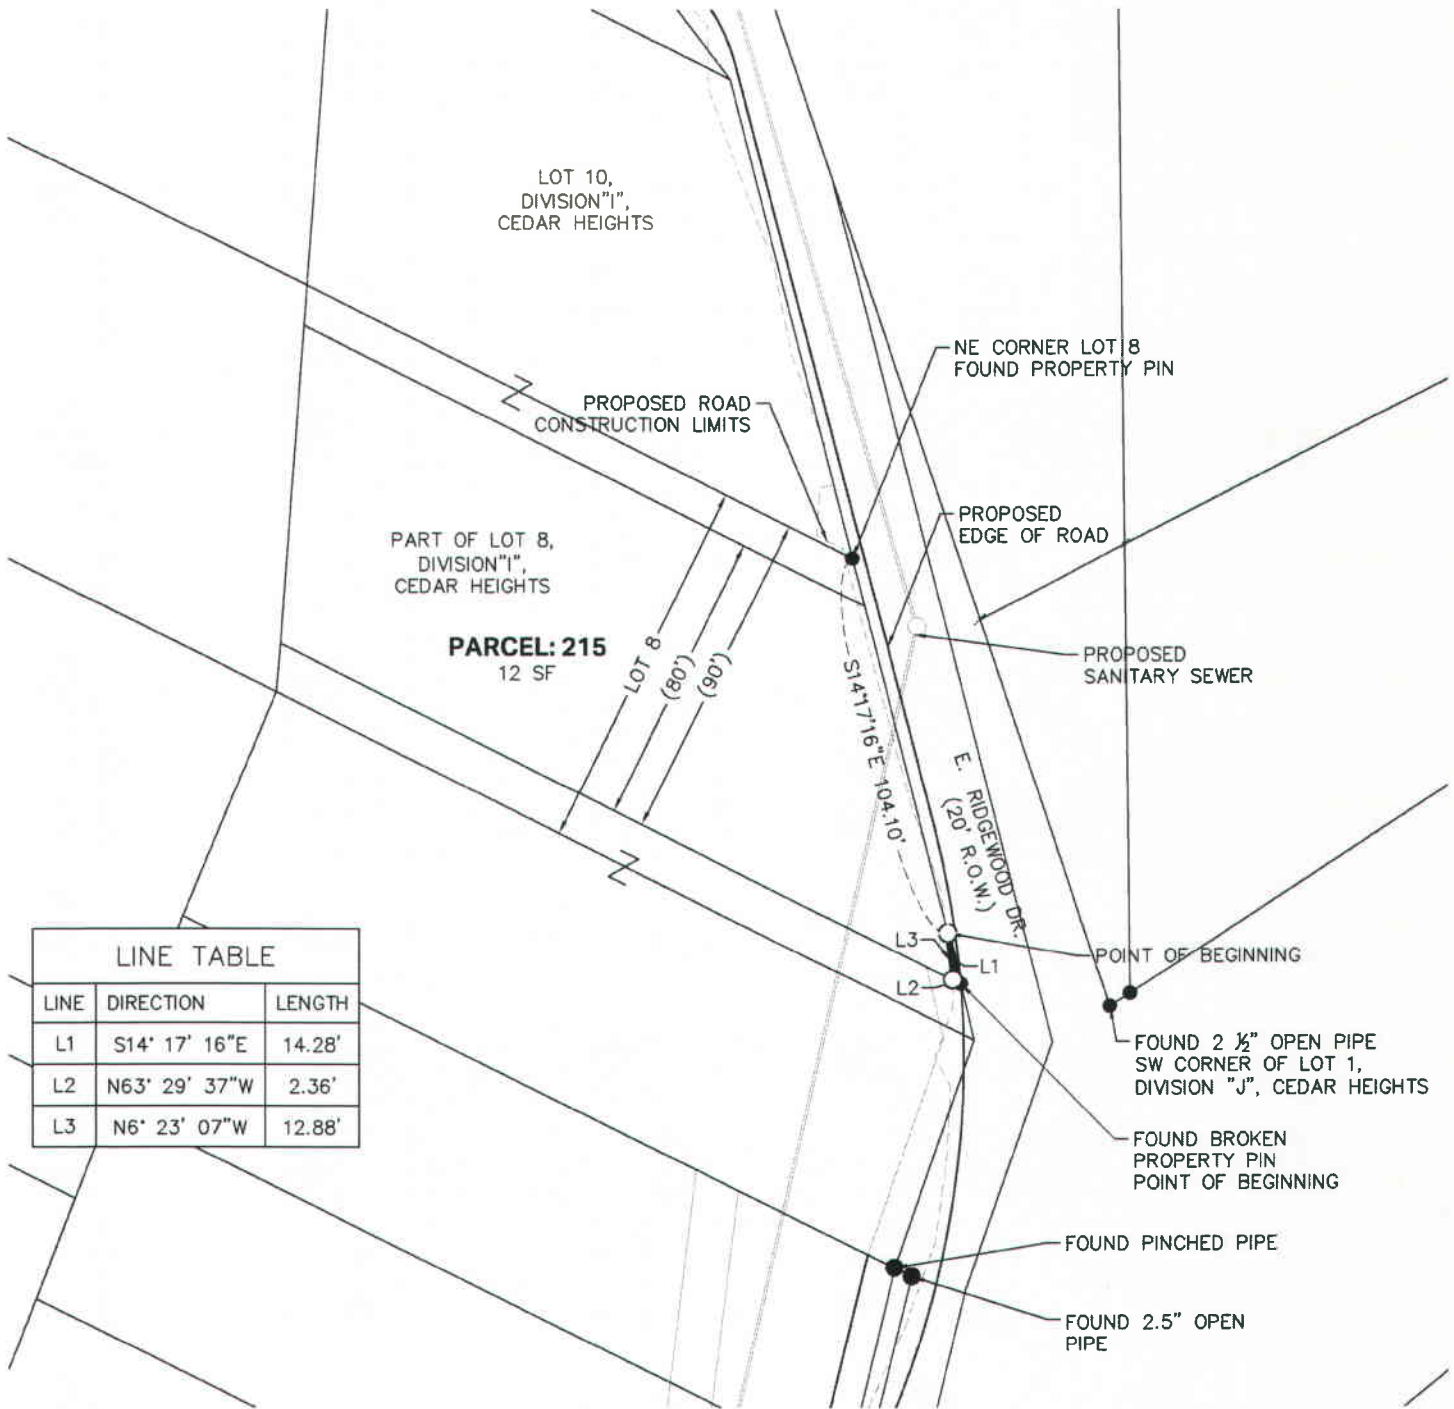 LOT 10,
DIVISION"I",
CEDAR HEIGHTS
NE CORNER LOT 8
FOUND PROPERTY PIN
PROPOSED ROAD
CONSTRUCTION LIMITS
PROPOSED
EDGE OF ROAD
PART OF LOT 8,
DIVISION"I",
CEDAR HEIGHTS
PARCEL: 215
12 SF
LOT 8
(80')
(90')
S14°17'16"E 104.10'
PROPOSED
SANITARY SEWER
E. RIDGEWOOD DR.
(20' R.O.W.)
L3
L1
L2
POINT OF BEGINNING
LINE TABLE
LINE DIRECTION LENGTH
L1 S14° 17' 16"E 14.28'
L2 N63° 29' 37"W 2.36'
L3 N6° 23' 07"W 12.88'
FOUND 2 ½" OPEN PIPE
SW CORNER OF LOT 1,
DIVISION "J", CEDAR HEIGHTS
FOUND BROKEN
PROPERTY PIN
POINT OF BEGINNING
FOUND PINCHED PIPE
FOUND 2.5" OPEN
PIPE